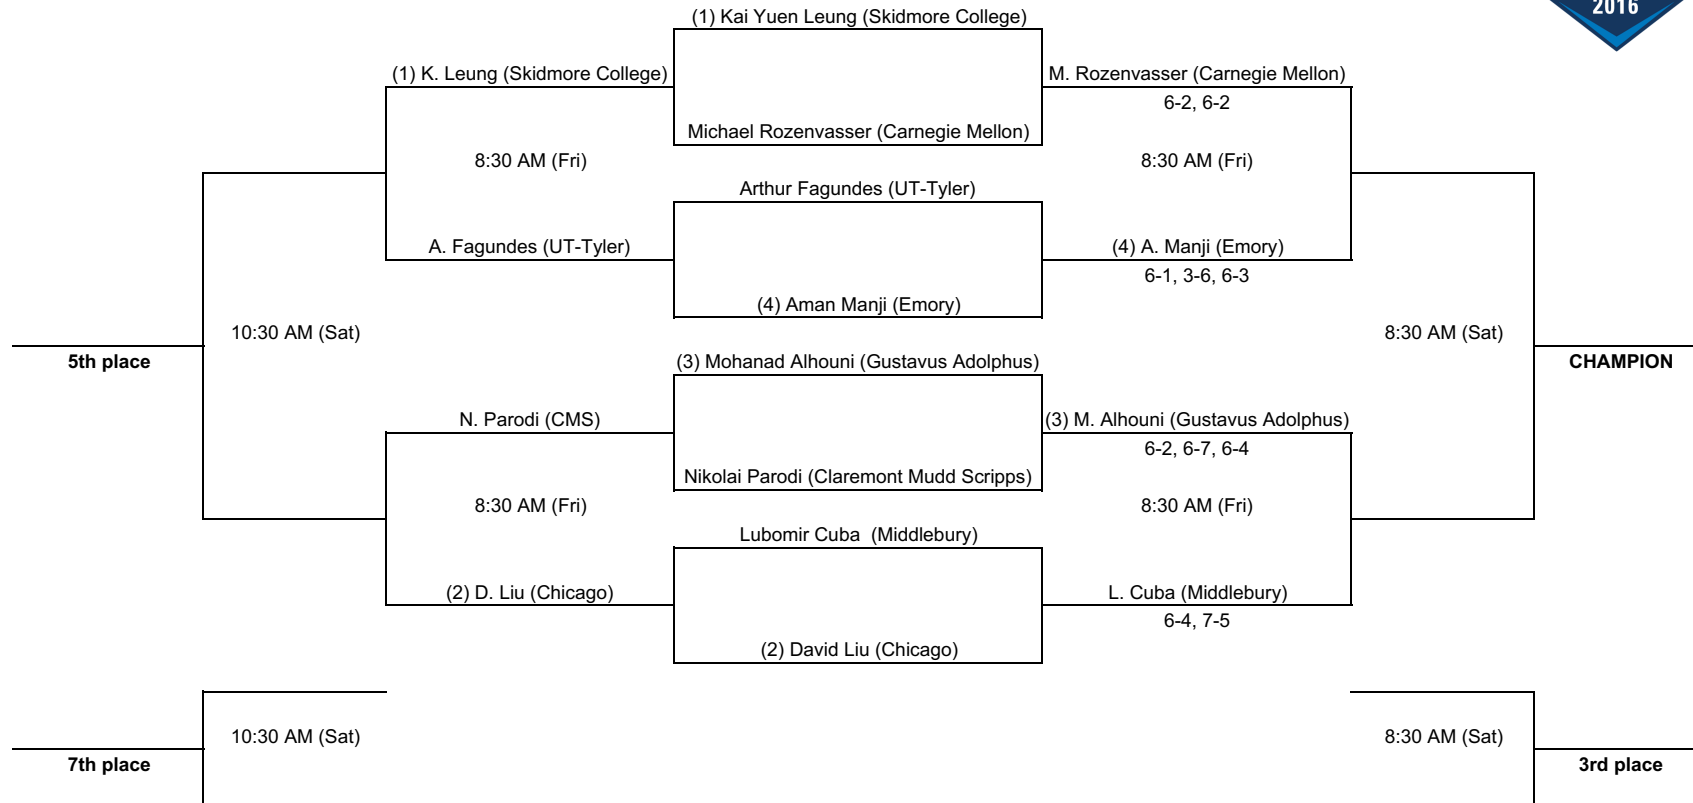 2016
(1) Kai Yuen Leung (Skidmore College)
(1) K. Leung (Skidmore College)
M. Rozenvasser (Carnegie Mellon)
6-2, 6-2
Michael Rozenvasser (Carnegie Mellon)
8:30 AM (Fri)
8:30 AM (Fri)
Arthur Fagundes (UT-Tyler)
A. Fagundes (UT-Tyler)
(4) A. Manji (Emory)
6-1, 3-6, 6-3
(4) Aman Manji (Emory)
10:30 AM (Sat)
8:30 AM (Sat)
5th place
(3) Mohanad Alhouni (Gustavus Adolphus)
CHAMPION
N. Parodi (CMS)
(3) M. Alhouni (Gustavus Adolphus)
6-2, 6-7, 6-4
Nikolai Parodi (Claremont Mudd Scripps)
8:30 AM (Fri)
8:30 AM (Fri)
Lubomir Cuba  (Middlebury)
(2) D. Liu (Chicago)
L. Cuba (Middlebury)
6-4, 7-5
(2) David Liu (Chicago)
10:30 AM (Sat)
8:30 AM (Sat)
7th place
3rd place